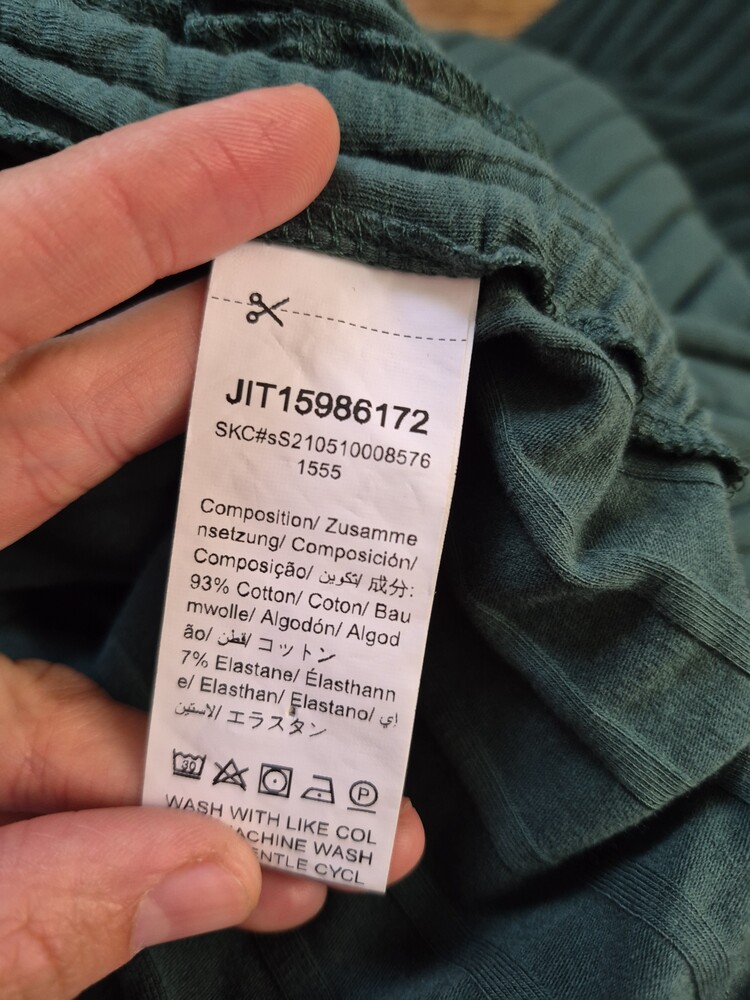 JIT15986172
SKC#sS210510008576
1555
Composition/ Zusamme
nsetzung/ Composición/
Composição/ تكوين/ 成分:
93% Cotton/ Coton/ Bau
mwolle/ Algodón/ Algod
ão/ قطن/ コットン
7% Elastane/ Élasthann
e/ Elasthan/ Elastano/ إي
لاستين/ エラスタン
30
P
WASH WITH LIKE COL
MACHINE WASH
GENTLE CYCL